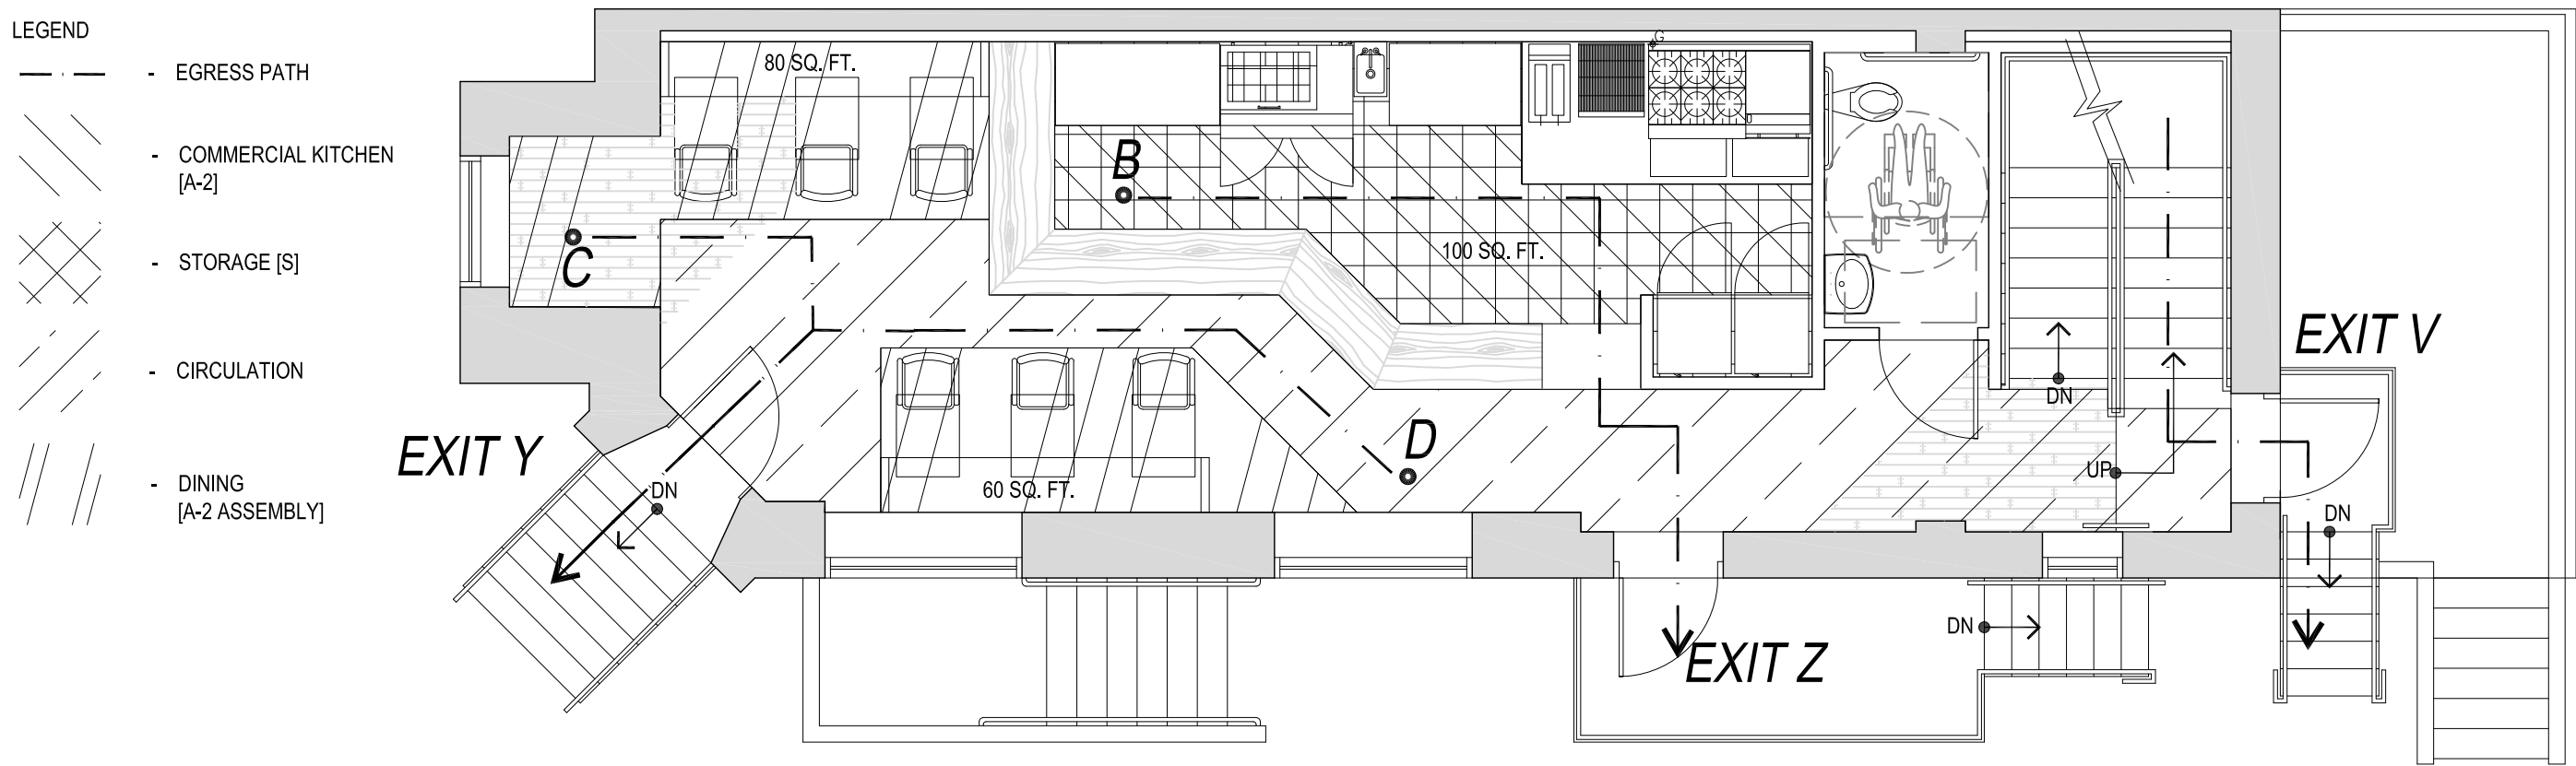 LEGEND
- EGRESS PATH
- COMMERCIAL KITCHEN
[A-2]
- STORAGE [S]
- CIRCULATION
- DINING
[A-2 ASSEMBLY]
80 SQ. FT.
G
B
C
100 SQ. FT.
EXIT V
DN
D
EXIT Y
UP
60 SQ. FT.
DN
DN
DN
EXIT Z